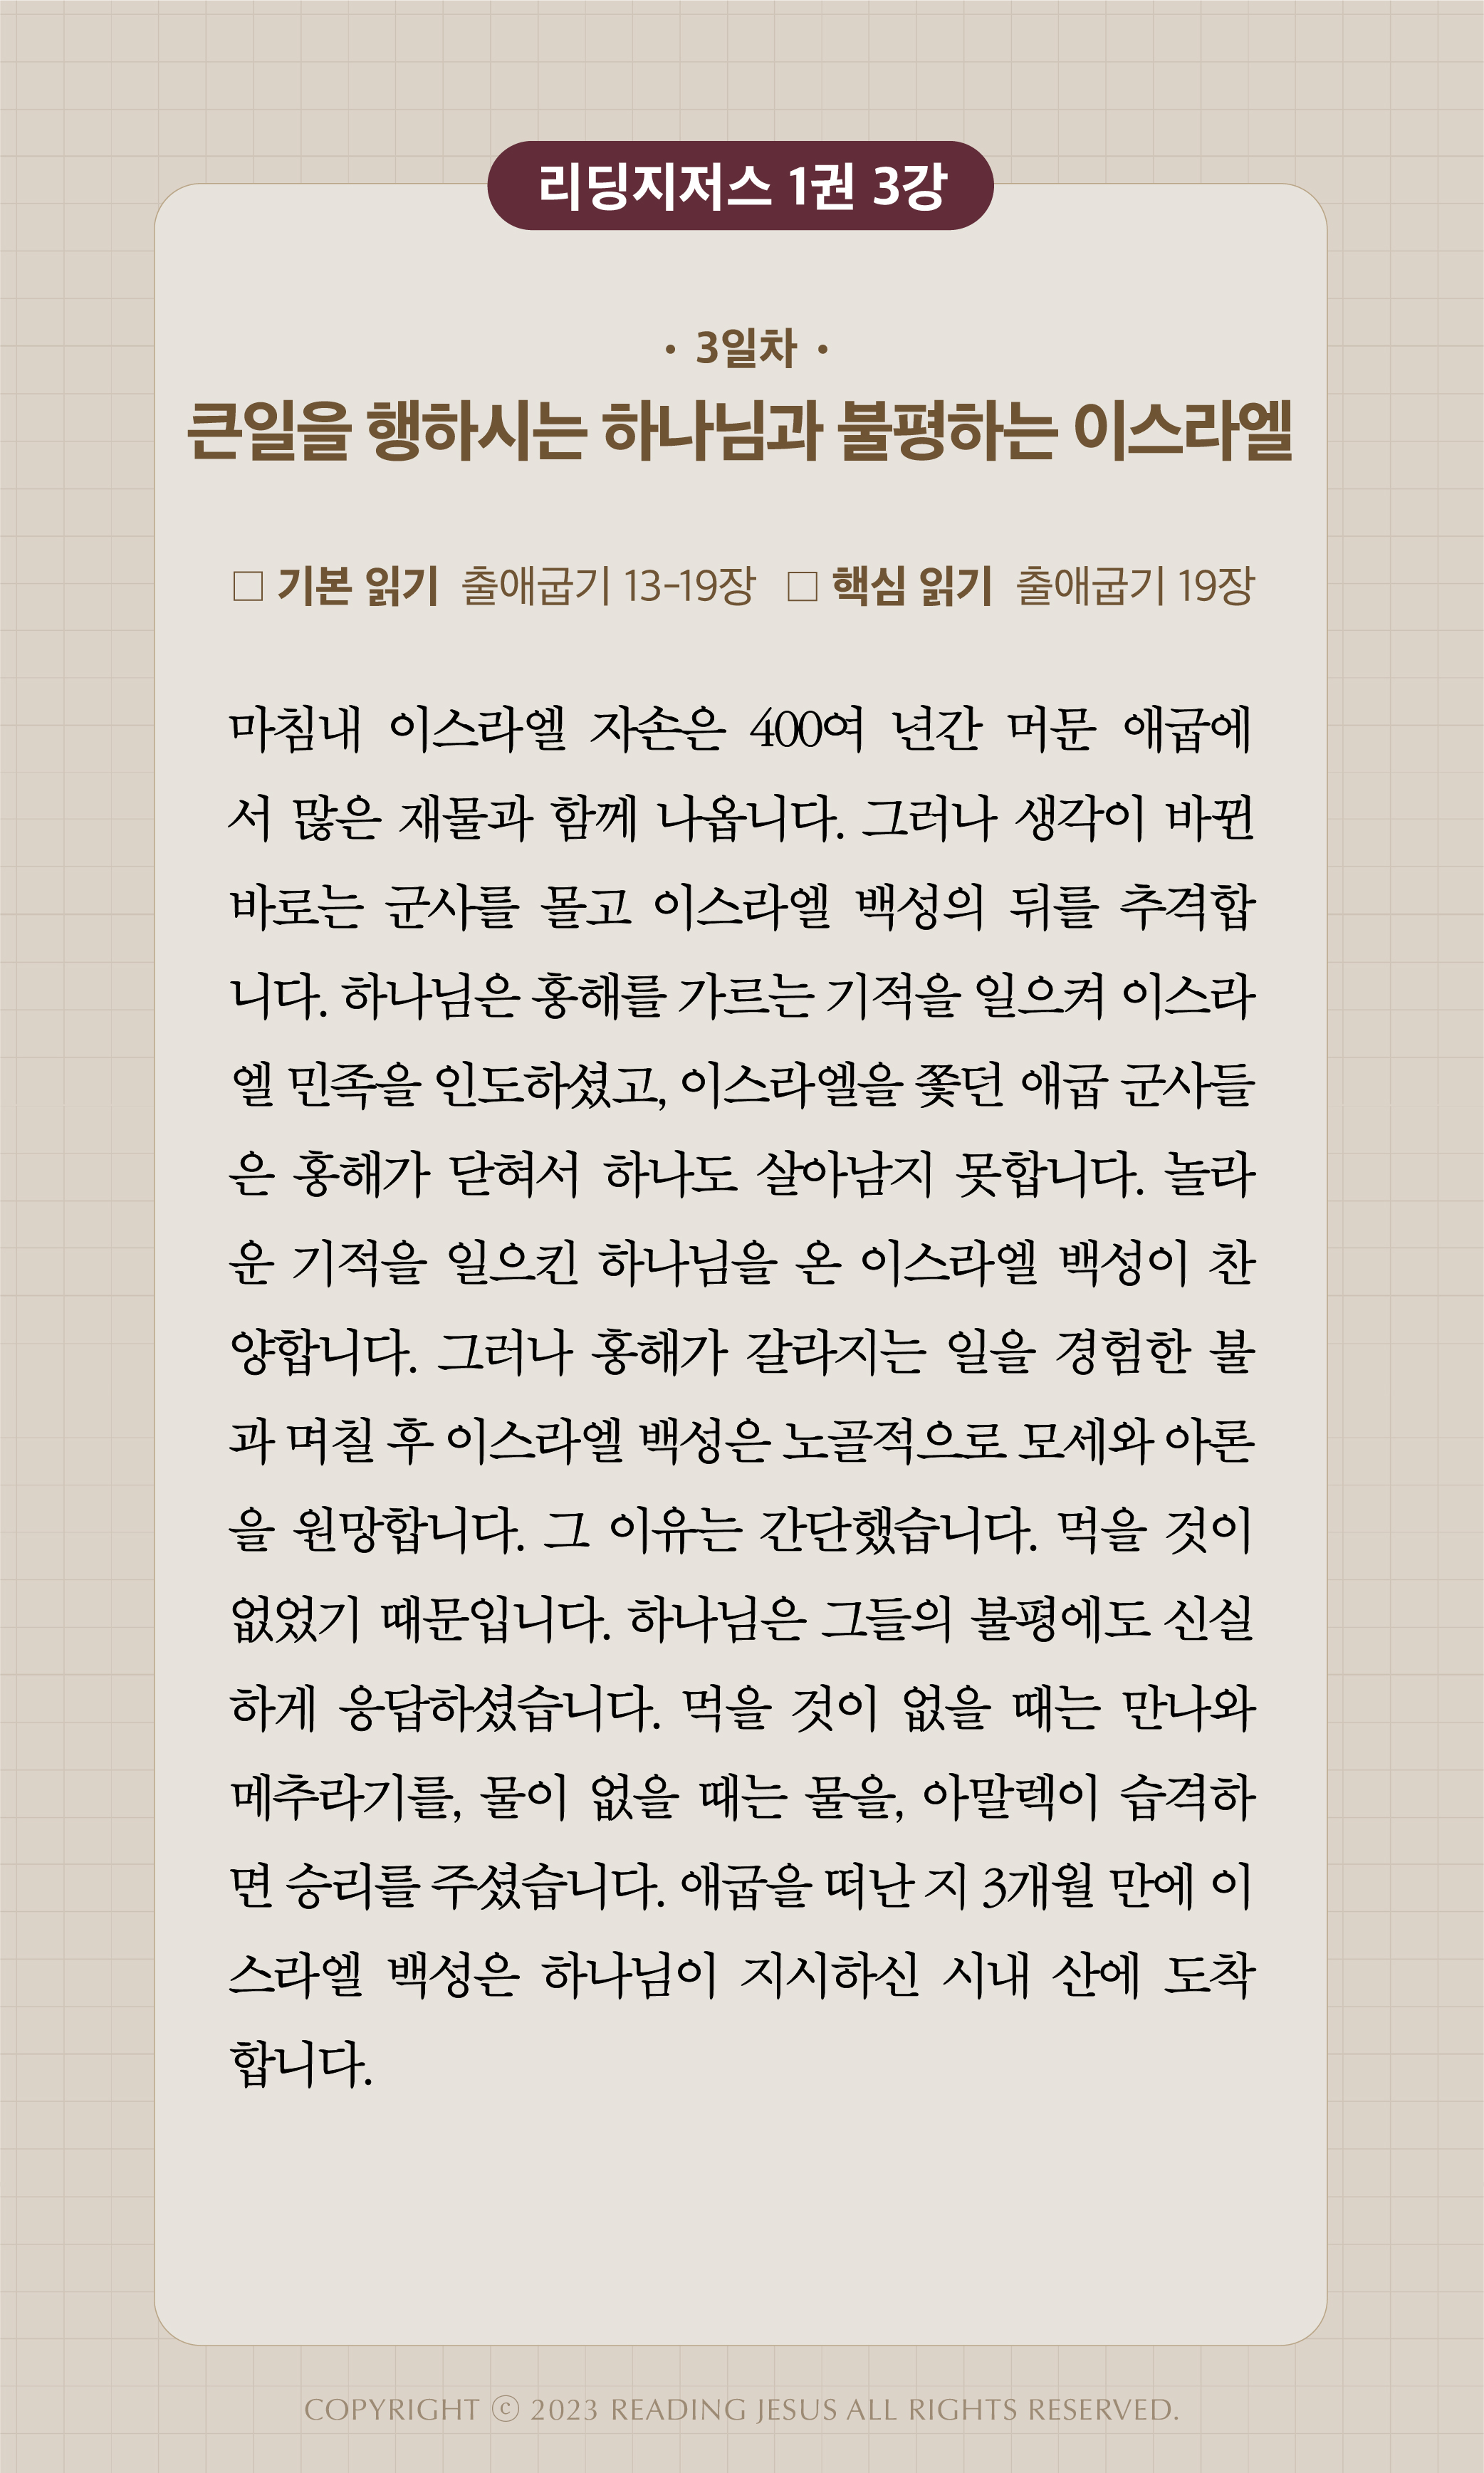 리딩지저스 1권 3강
· 3일차 ·
큰일을 행하시는 하나님과 불평하는 이스라엘
□ 기본 읽기 출애굽기 13-19장 □ 핵심 읽기 출애굽기 19장
마침내 이스라엘 자손은 400여 년간 머문 애굽에
서 많은 재물과 함께 나옵니다. 그러나 생각이 바뀐
바로는 군사를 몰고 이스라엘 백성의 뒤를 추격합
니다. 하나님은 홍해를 가르는 기적을 일으켜 이스라
엘 민족을 인도하셨고, 이스라엘을 쫓던 애굽 군사들
은 홍해가 닫혀서 하나도 살아남지 못합니다. 놀라
운 기적을 일으킨 하나님을 온 이스라엘 백성이 찬
양합니다. 그러나 홍해가 갈라지는 일을 경험한 불
과 며칠 후 이스라엘 백성은 노골적으로 모세와 아론
을 원망합니다. 그 이유는 간단했습니다. 먹을 것이
없었기 때문입니다. 하나님은 그들의 불평에도 신실
하게 응답하셨습니다. 먹을 것이 없을 때는 만나와
메추라기를, 물이 없을 때는 물을, 아말렉이 습격하
면 승리를 주셨습니다. 애굽을 떠난 지 3개월 만에 이
스라엘 백성은 하나님이 지시하신 시내 산에 도착
합니다.
COPYRIGHT ⓒ 2023 READING JESUS ALL RIGHTS RESERVED.